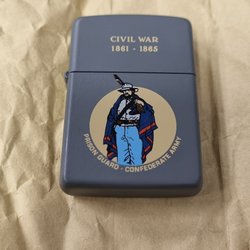 CIVIL WAR
1861 - 1865
PRISON GUARD - CONFEDERATE ARMY